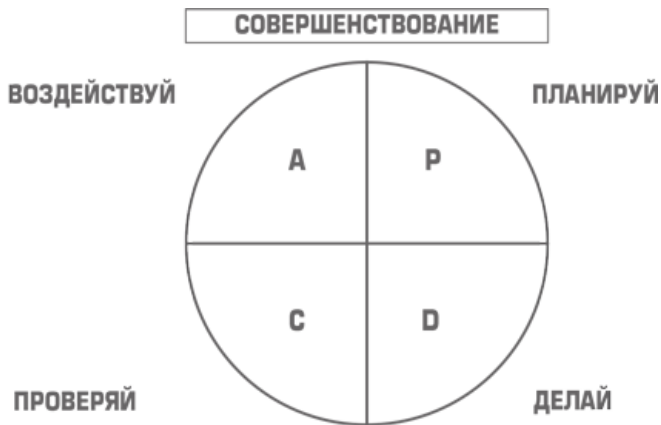 СОВЕРШЕНСТВОВАНИЕ
ВОЗДЕЙСТВУЙ
ПЛАНИРУЙ
A
P
C
D
ПРОВЕРЯЙ
ДЕЛАЙ